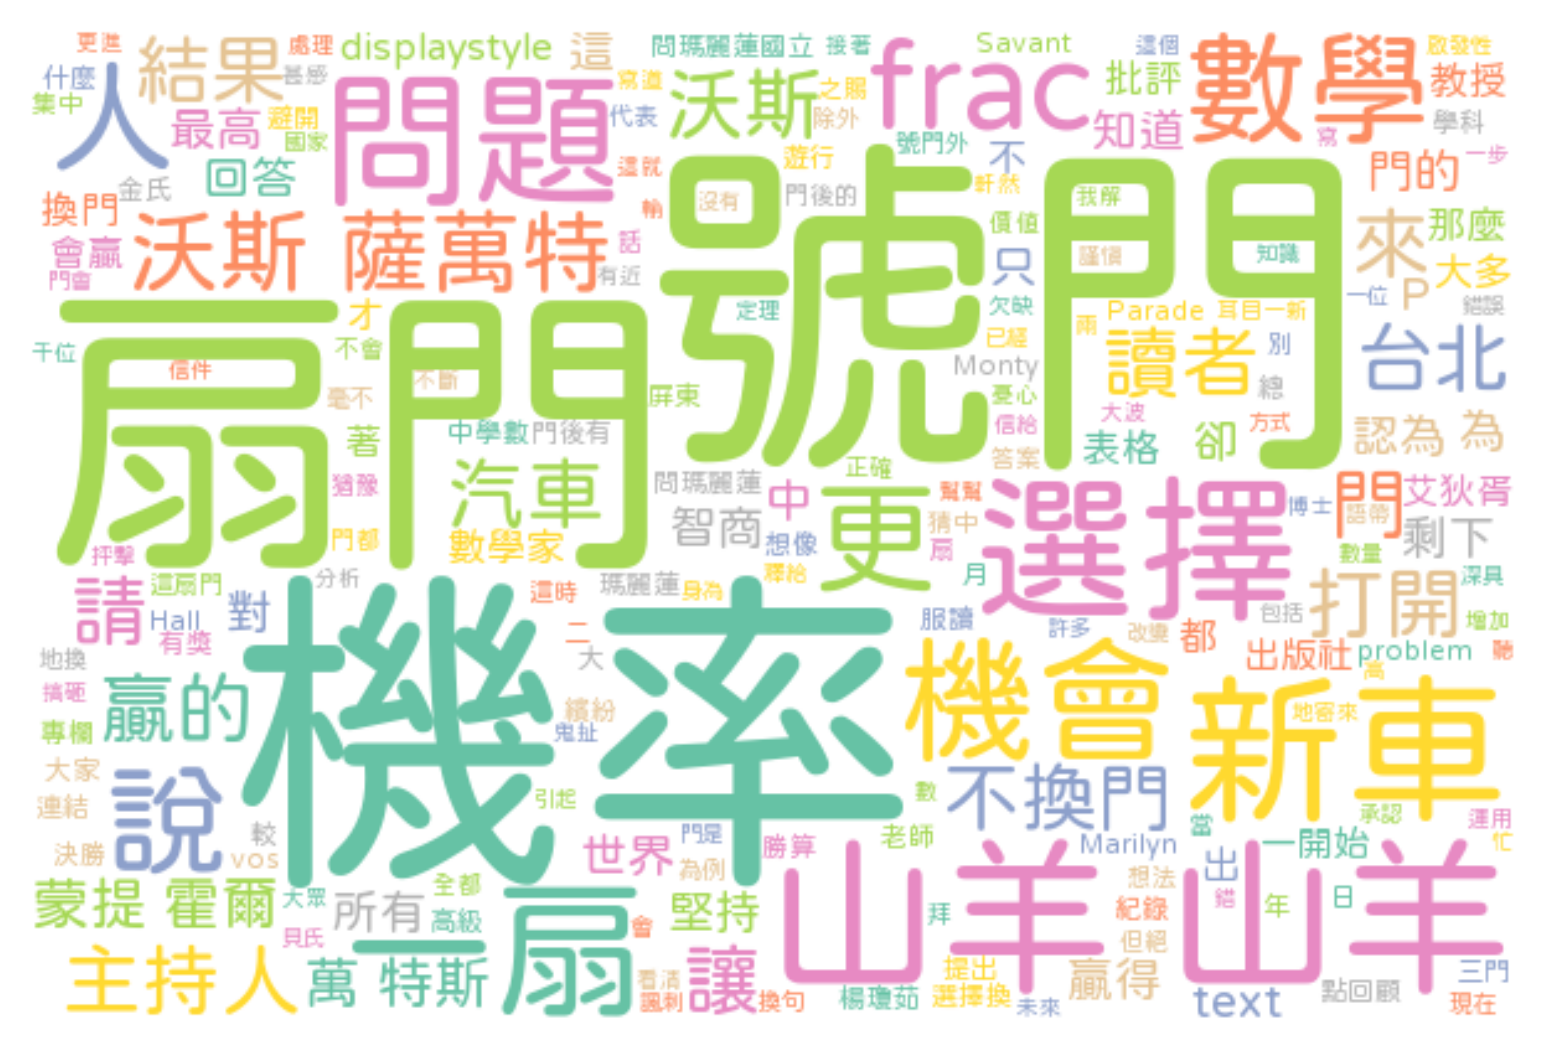 更進
結果
處理
displaystyle
這
問瑪麗蓮國立
接著
frac
Savant
這個
數學
啟發性
什麼
人
甚感
問題
寫道
沃斯
之賜
批評
教授
集中
最高
避開
國家
代表
除外
知道
寫
學科
回答
金氏
這就
遊行
號門外
不
門的
一步
換門
沃斯 薩萬特
輸
沒有
門後的
軒然
我解
來
那麼
會贏
話
號門
價值
謹慎
知識
門會
有近
只
大多
扇門
才
定理
欠缺
雨
Parade
耳目一新
一位
P
錯誤
千位
不會
已經
讀者
別
台北
信件
Monty
毫不
不斷
屏東
憂心
大波
總
著
中學數
門後有
信給
表格
卻
方式
認為
為
汽車
答案
猶豫
問瑪麗蓮
中
正確
幫幫
選擇
門
艾狄胥
智商
更
博士
語帶
門都
數學家
想像
猜中
剩下
抨擊
扇
數量
請
這扇門
分析
瑪麗蓮
身為
釋給
月
打開
深具
Hall
對
機率
這時
服讀
許多
包括
增加
有獎
二
改變
都
地換
大
機會
出版社
problem
聽
搞砸
贏的
高
繽紛
新車
地寄來
專欄
鬼扯
大家
說
不換門
連結
引起
數
承認
運用
較
世界
門是
勝算
老師
Marilyn
當
一開始
忙
決勝
vos
為例
出
蒙提 霍爾
大眾
所有
全都
高級
一扇
堅持
山羊 山羊
想法
錯
年
日
貝氏
會
拜
紀錄
但絕
主持人
萬 特斯
看清
讓
提出
贏得
三門
諷刺
換句
楊瓊茹
選擇換
未來
text
點回顧
現在